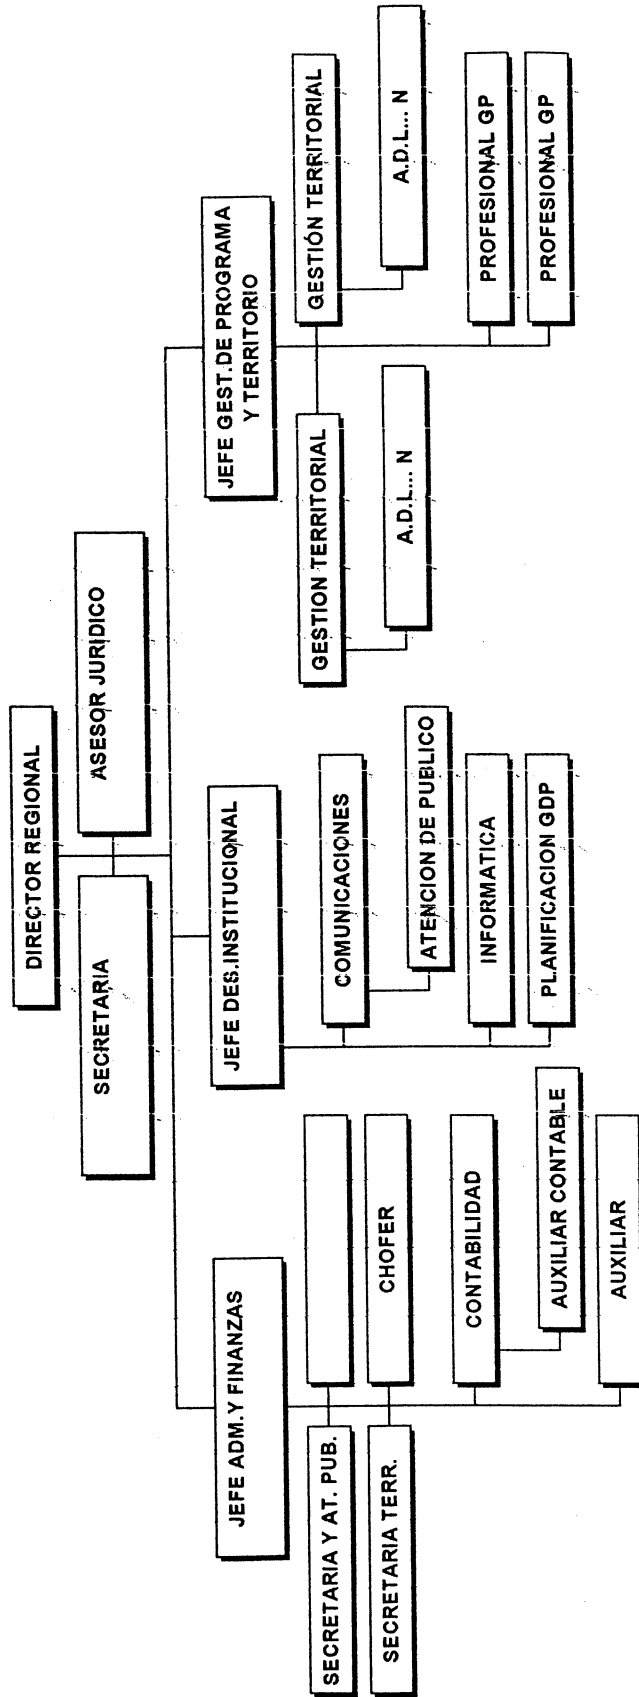 DIRECTOR REGIONAL
SECRETARIA
ASESOR JURIDICO
JEFE ADM.Y FINANZAS
SECRETARIA Y AT. PUB.
SECRETARIA TERR.
CHOFER
CONTABILIDAD
AUXILIAR CONTABLE
AUXILIAR
JEFE DES.INSTITUCIONAL
COMUNICACIONES
ATENCION DE PUBLICO
INFORMATICA
PLANIFICACION GDP
JEFE GEST.DE PROGRAMA
Y TERRITORIO
GESTION TERRITORIAL
A.D.L... N
GESTIÓN TERRITORIAL
A.D.L... N
PROFESIONAL GP
PROFESIONAL GP